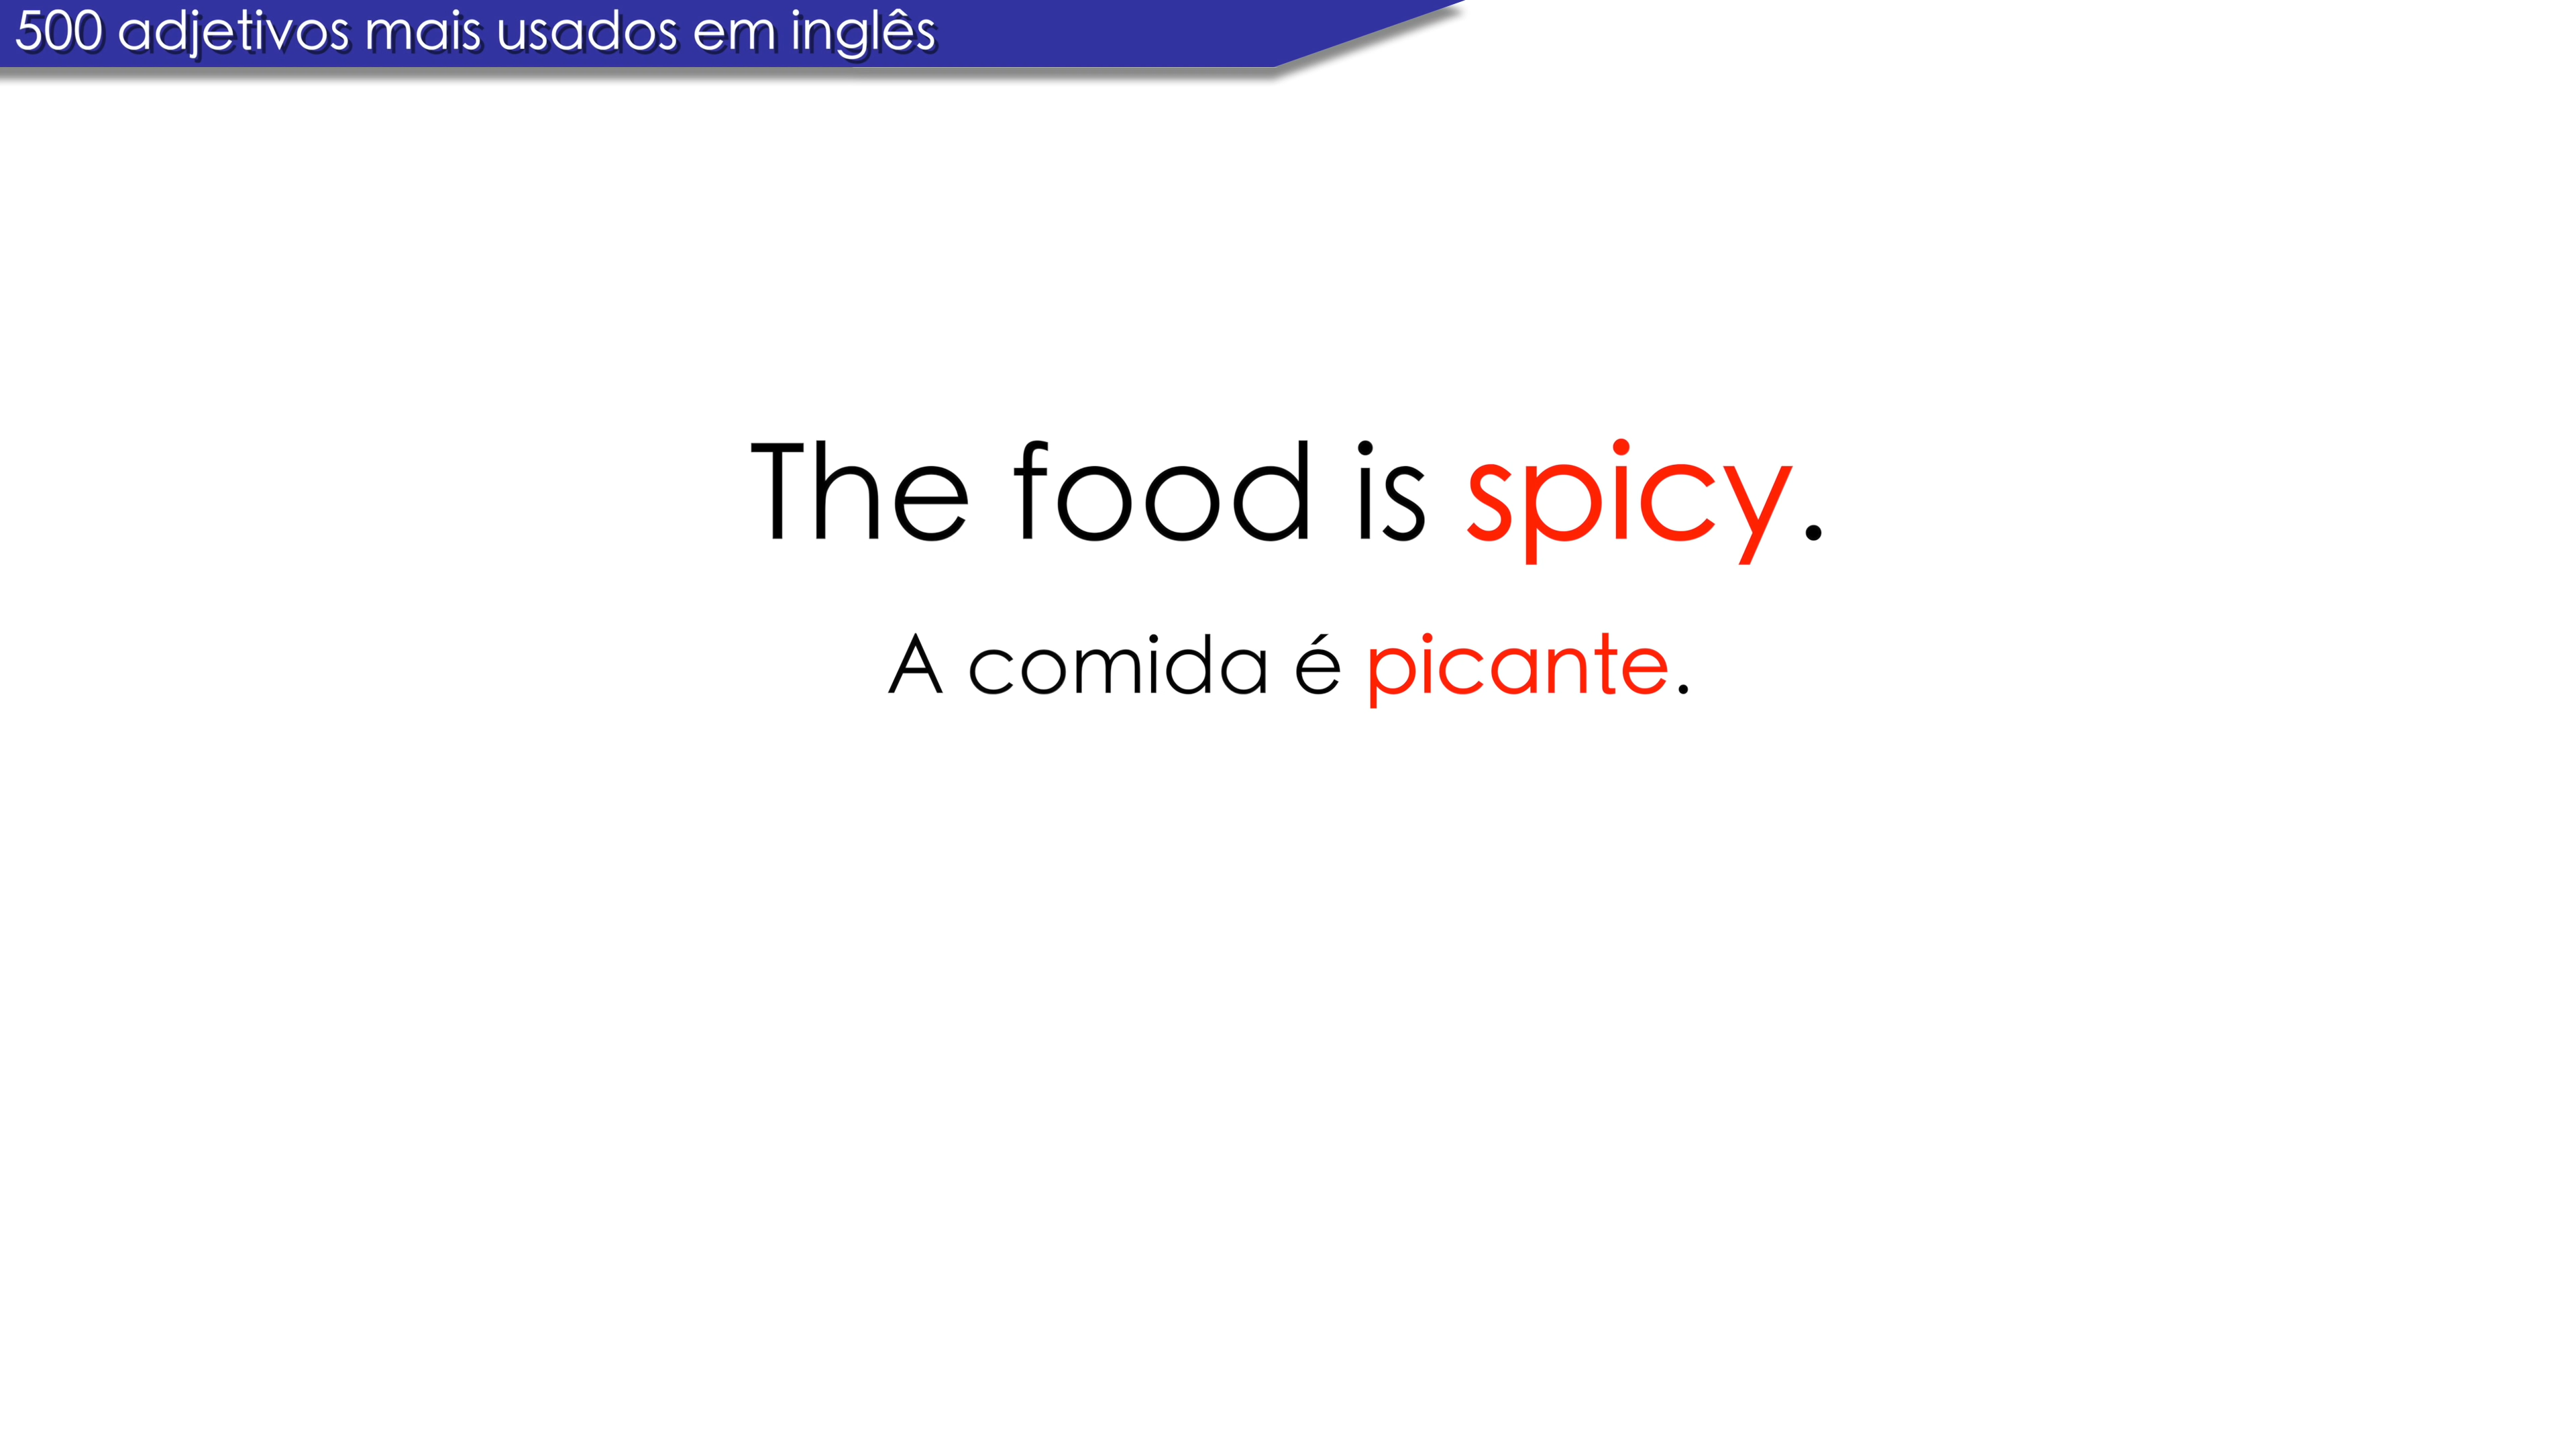 500 adjetivos mais usados em inglês
The food is spicy.
A comida é picante.